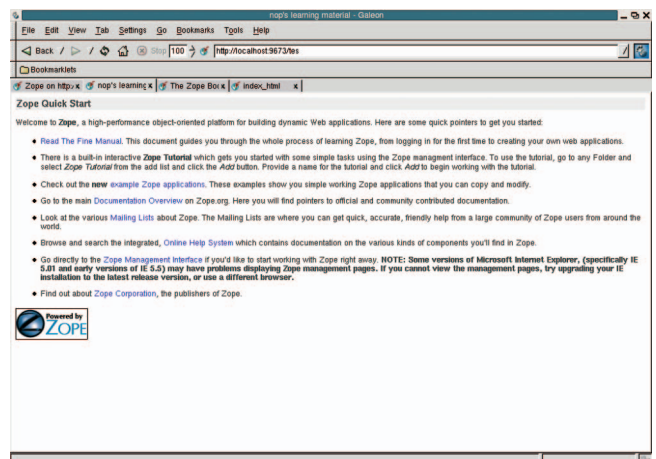 nop's learning material - Galeon
File Edit View Tab Settings Go Bookmarks Tools Help
Back / / Stop 100 http://localhost:9673/tes
Bookmarklets
Zope on http:/ x nop's learning x The Zope Boo x index_html x
Zope Quick Start
Welcome to Zope, a high-performance object-oriented platform for building dynamic Web applications. Here are some quick pointers to get you started:
Read The Fine Manual. This document guides you through the whole process of learning Zope, from logging in for the first time to creating your own web applications.
There is a built-in interactive Zope Tutorial which gets you started with some simple tasks using the Zope managment interface. To use the tutorial, go to any Folder and
select Zope Tutorial from the add list and click the Add button. Provide a name for the tutorial and click Add to begin working with the tutorial.
Check out the new example Zope applications. These examples show you simple working Zope applications that you can copy and modify.
Go to the main Documentation Overview on Zope.org. Here you will find pointers to official and community contributed documentation.
Look at the various Mailing Lists about Zope. The Mailing Lists are where you can get quick, accurate, friendly help from a large community of Zope users from around the
world.
Browse and search the integrated, Online Help System which contains documentation on the various kinds of components you'll find in Zope.
Go directly to the Zope Management Interface if you'd like to start working with Zope right away. NOTE: Some versions of Microsoft Internet Explorer, (specifically IE
5.01 and early versions of IE 5.5) may have problems displaying Zope management pages. If you cannot view the management pages, try upgrading your IE
installation to the latest release version, or use a different browser.
Find out about Zope Corporation, the publishers of Zope.
Powered by
ZOPE